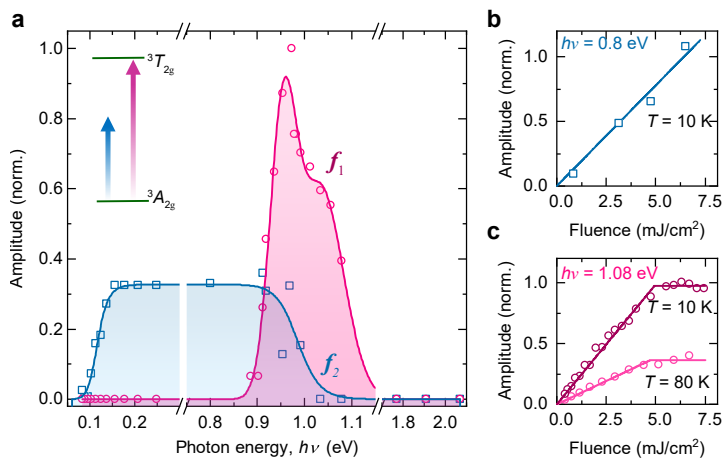 a
1.0
0.8
0.6
0.4
0.2
0.0
Amplitude (norm.)
³T₂g
³A₂g
f₁
f₂
0.1 0.2 0.8 0.9 1.0 1.1 1.8 2.0
Photon energy, hν (eV)
b
hν = 0.8 eV
1.0
0.5
0.0
Amplitude (norm.)
T = 10 K
0.0 2.5 5.0 7.5
Fluence (mJ/cm²)
c
hν = 1.08 eV
1.0
0.5
0.0
Amplitude (norm.)
T = 10 K
T = 80 K
0.0 2.5 5.0 7.5
Fluence (mJ/cm²)